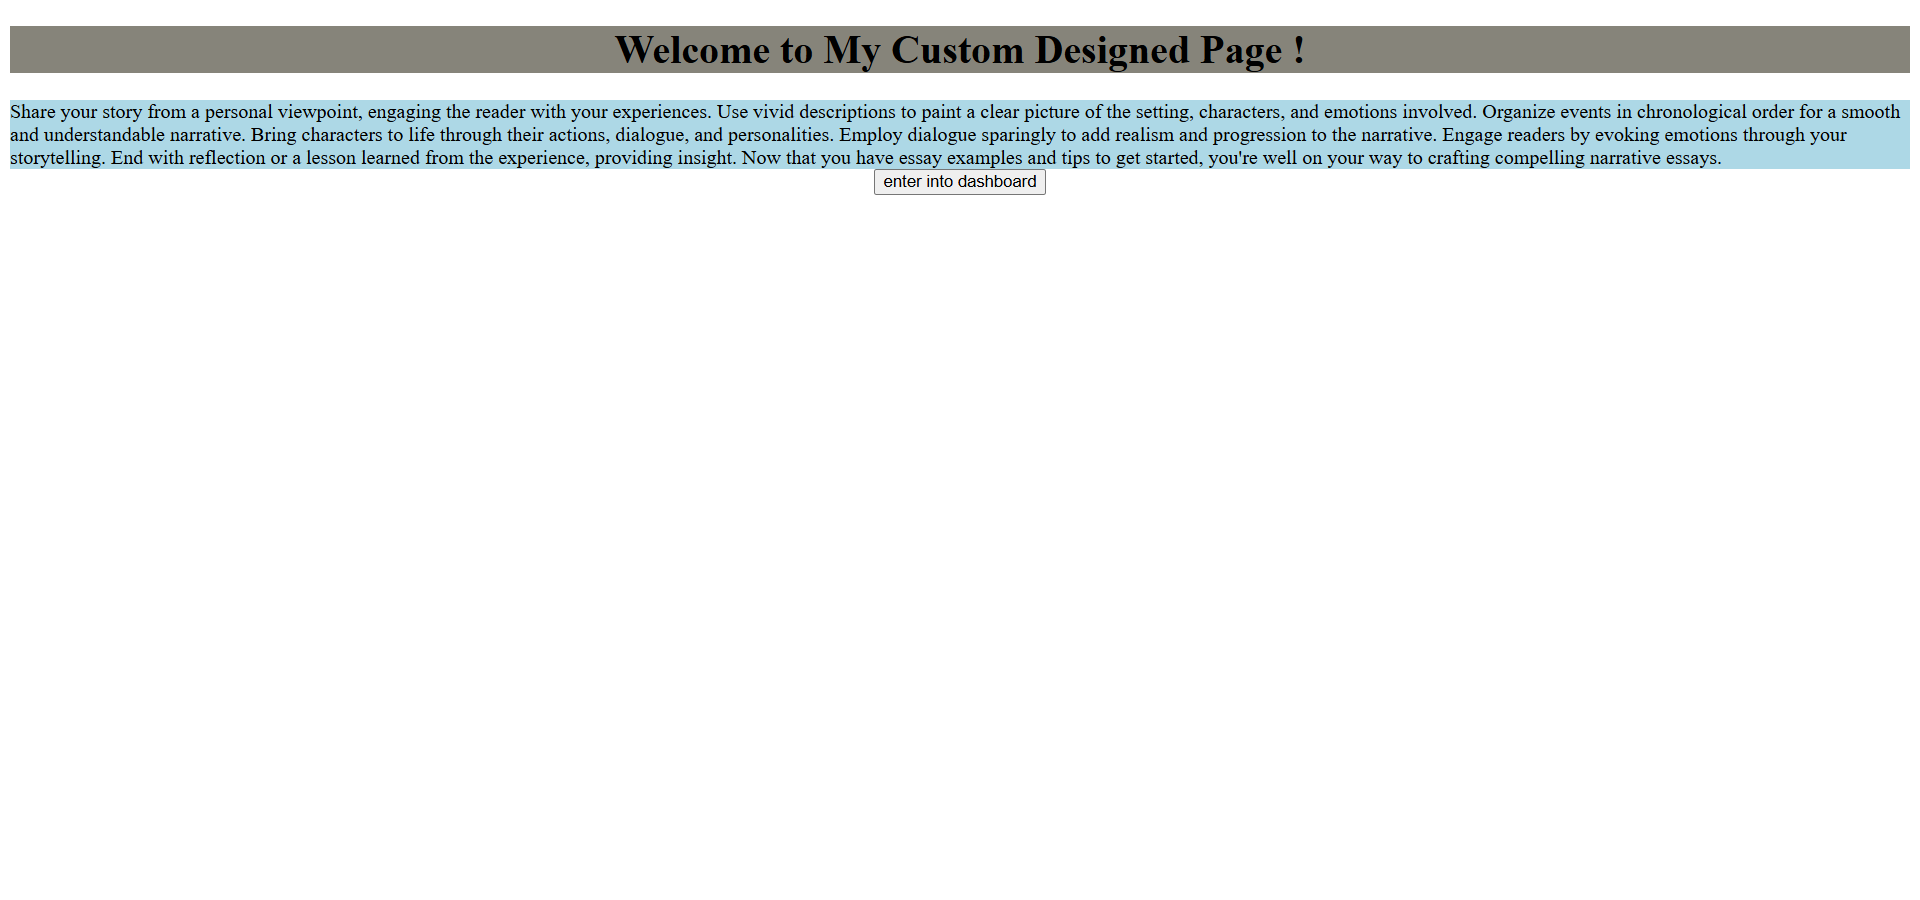 Welcome to My Custom Designed Page !
Share your story from a personal viewpoint, engaging the reader with your experiences. Use vivid descriptions to paint a clear picture of the setting, characters, and emotions involved. Organize events in chronological order for a smooth
and understandable narrative. Bring characters to life through their actions, dialogue, and personalities. Employ dialogue sparingly to add realism and progression to the narrative. Engage readers by evoking emotions through your
storytelling. End with reflection or a lesson learned from the experience, providing insight. Now that you have essay examples and tips to get started, you're well on your way to crafting compelling narrative essays.
enter into dashboard